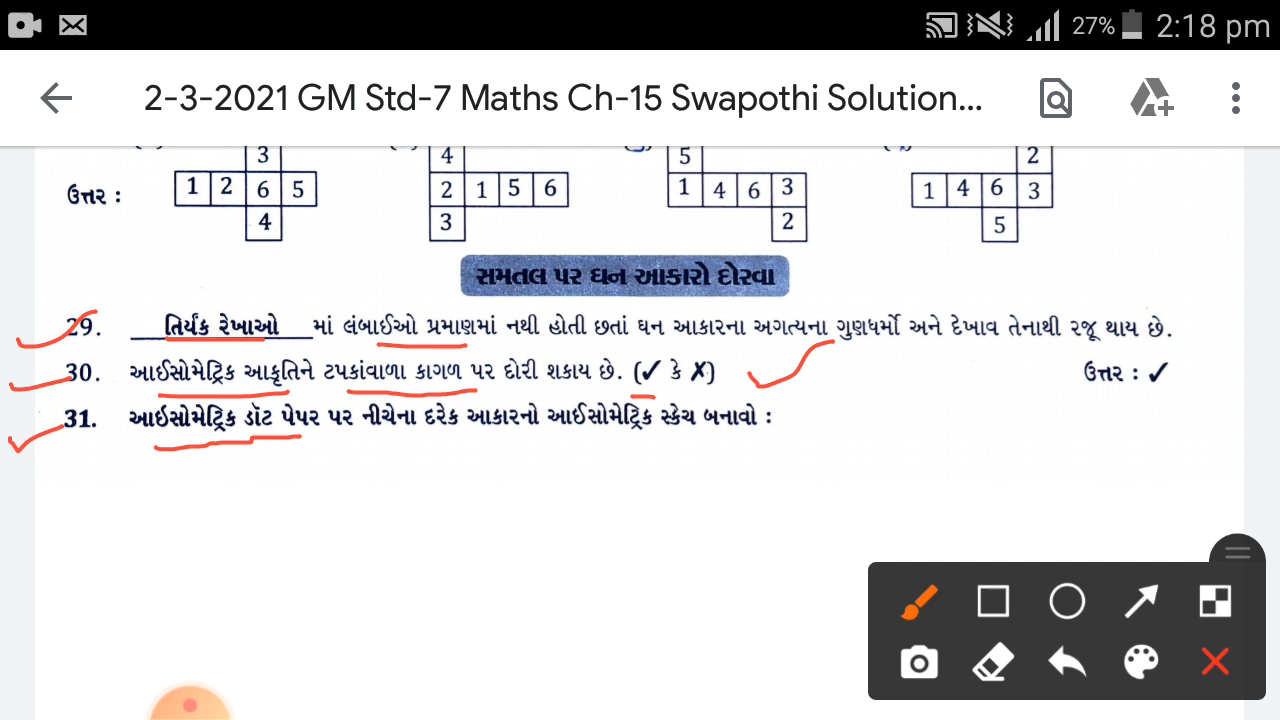 27% 2:18 pm
2-3-2021 GM Std-7 Maths Ch-15 Swapothi Solution...
3 4 5 2
ઉત્તર : 1 2 6 5 2 1 5 6 1 4 6 3 1 4 6 3
4 3 2 5
સમતલ પર ઘન આકારો દોરવા
29. તિર્યક રેખાઓ માં લંબાઈઓ પ્રમાણમાં નથી હોતી છતાં ઘન આકારના અગત્યના ગુણધર્મો અને દેખાવ તેનાથી રજૂ થાય છે.
30. આઈસોમેટ્રિક આકૃતિને ટપકાંવાળા કાગળ પર દોરી શકાય છે. (✓ કે ✗) ઉત્તર : ✓
31. આઈસોમેટ્રિક ડૉટ પેપર પર નીચેના દરેક આકારનો આઈસોમેટ્રિક સ્કેચ બનાવો :